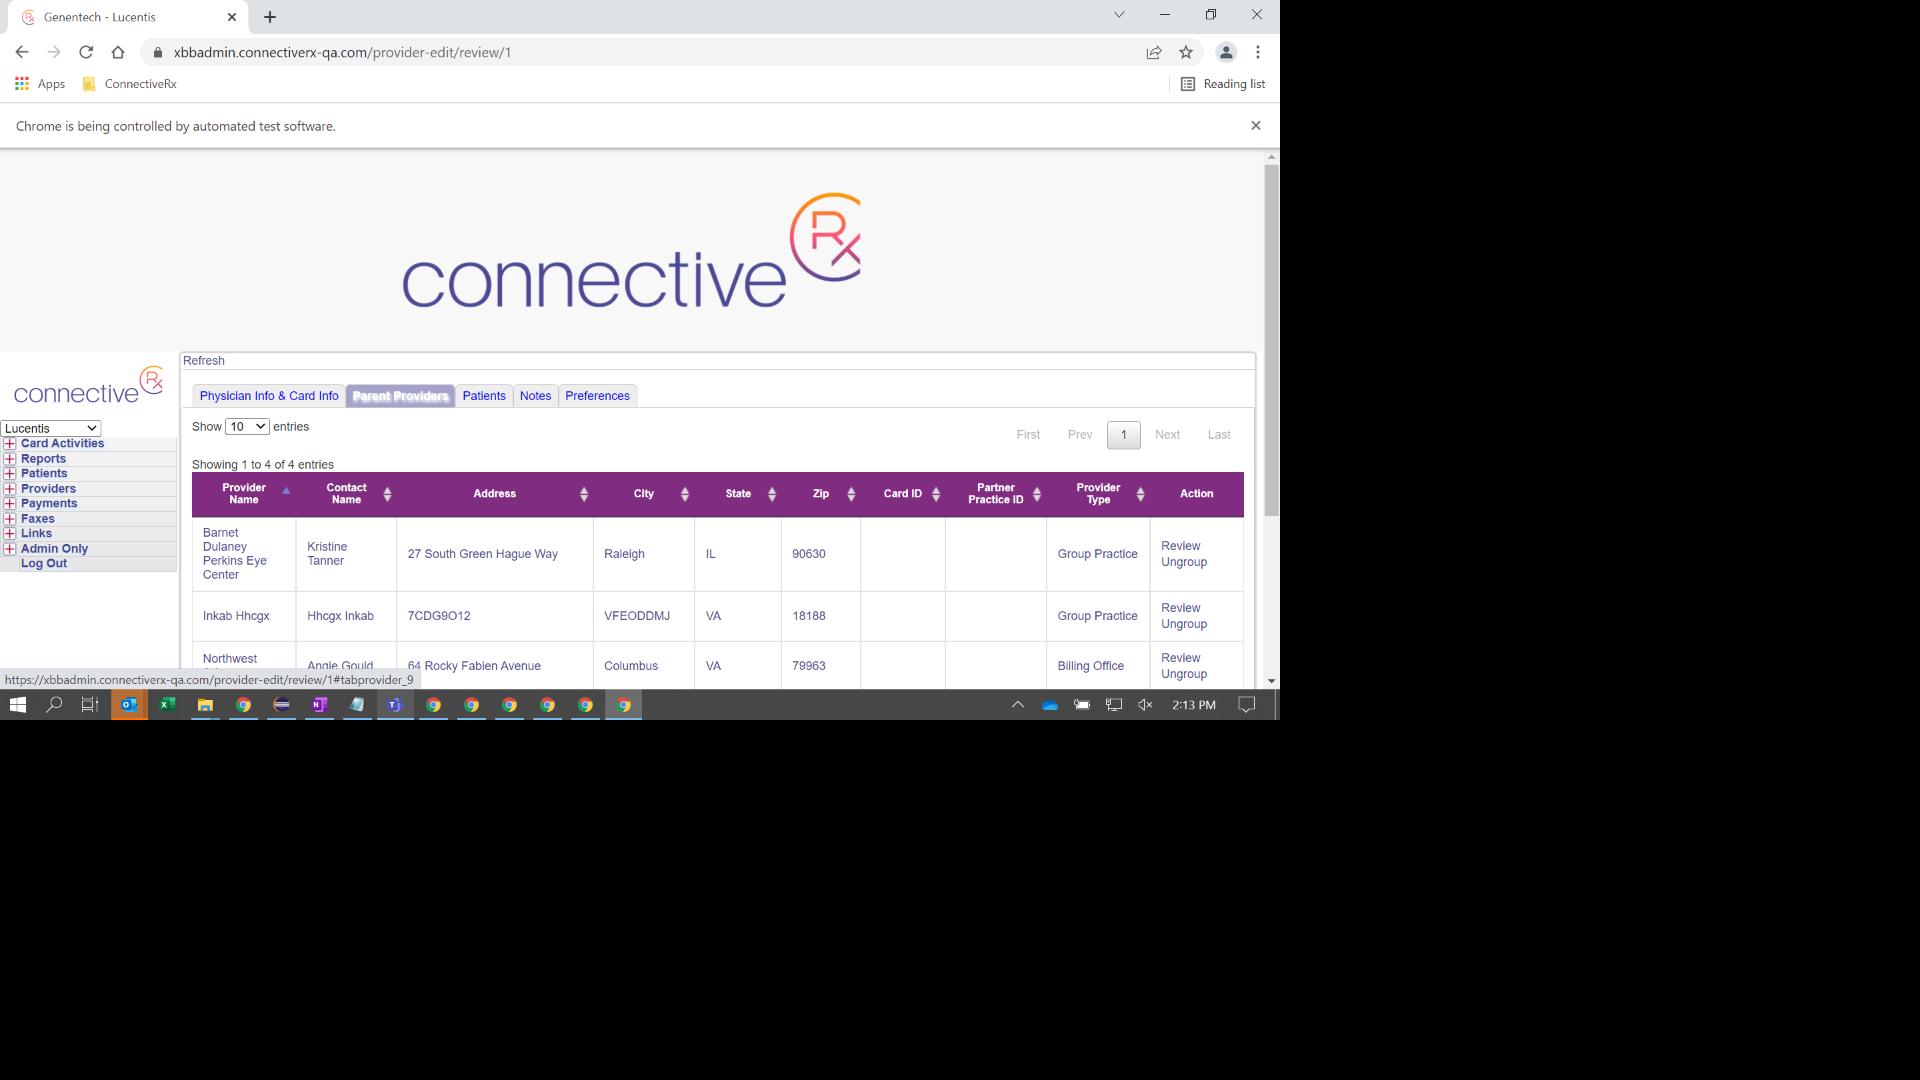 Genentech - Lucentis
xbbadmin.connectiverx-qa.com/provider-edit/review/1
Apps
ConnectiveRx
Reading list
Chrome is being controlled by automated test software.
connective Rx
Refresh
connective Rx
Physician Info & Card Info
Parent Providers
Patients
Notes
Preferences
Lucentis
Card Activities
Reports
Patients
Providers
Payments
Faxes
Links
Admin Only
Log Out
Show 10 entries
First Prev 1 Next Last
Showing 1 to 4 of 4 entries
Provider Name Contact Name Address City State Zip Card ID Partner Practice ID Provider Type Action
Barnet Dulaney Perkins Eye Center Kristine Tanner 27 South Green Hague Way Raleigh IL 90630 Group Practice Review Ungroup
Inkab Hhcgx Hhcgx Inkab 7CDG9O12 VFEODDMJ VA 18188 Group Practice Review Ungroup
Northwest Angie Gould 64 Rocky Fabien Avenue Columbus VA 79963 Billing Office Review Ungroup
https://xbbadmin.connectiverx-qa.com/provider-edit/review/1#tabprovider_9
2:13 PM